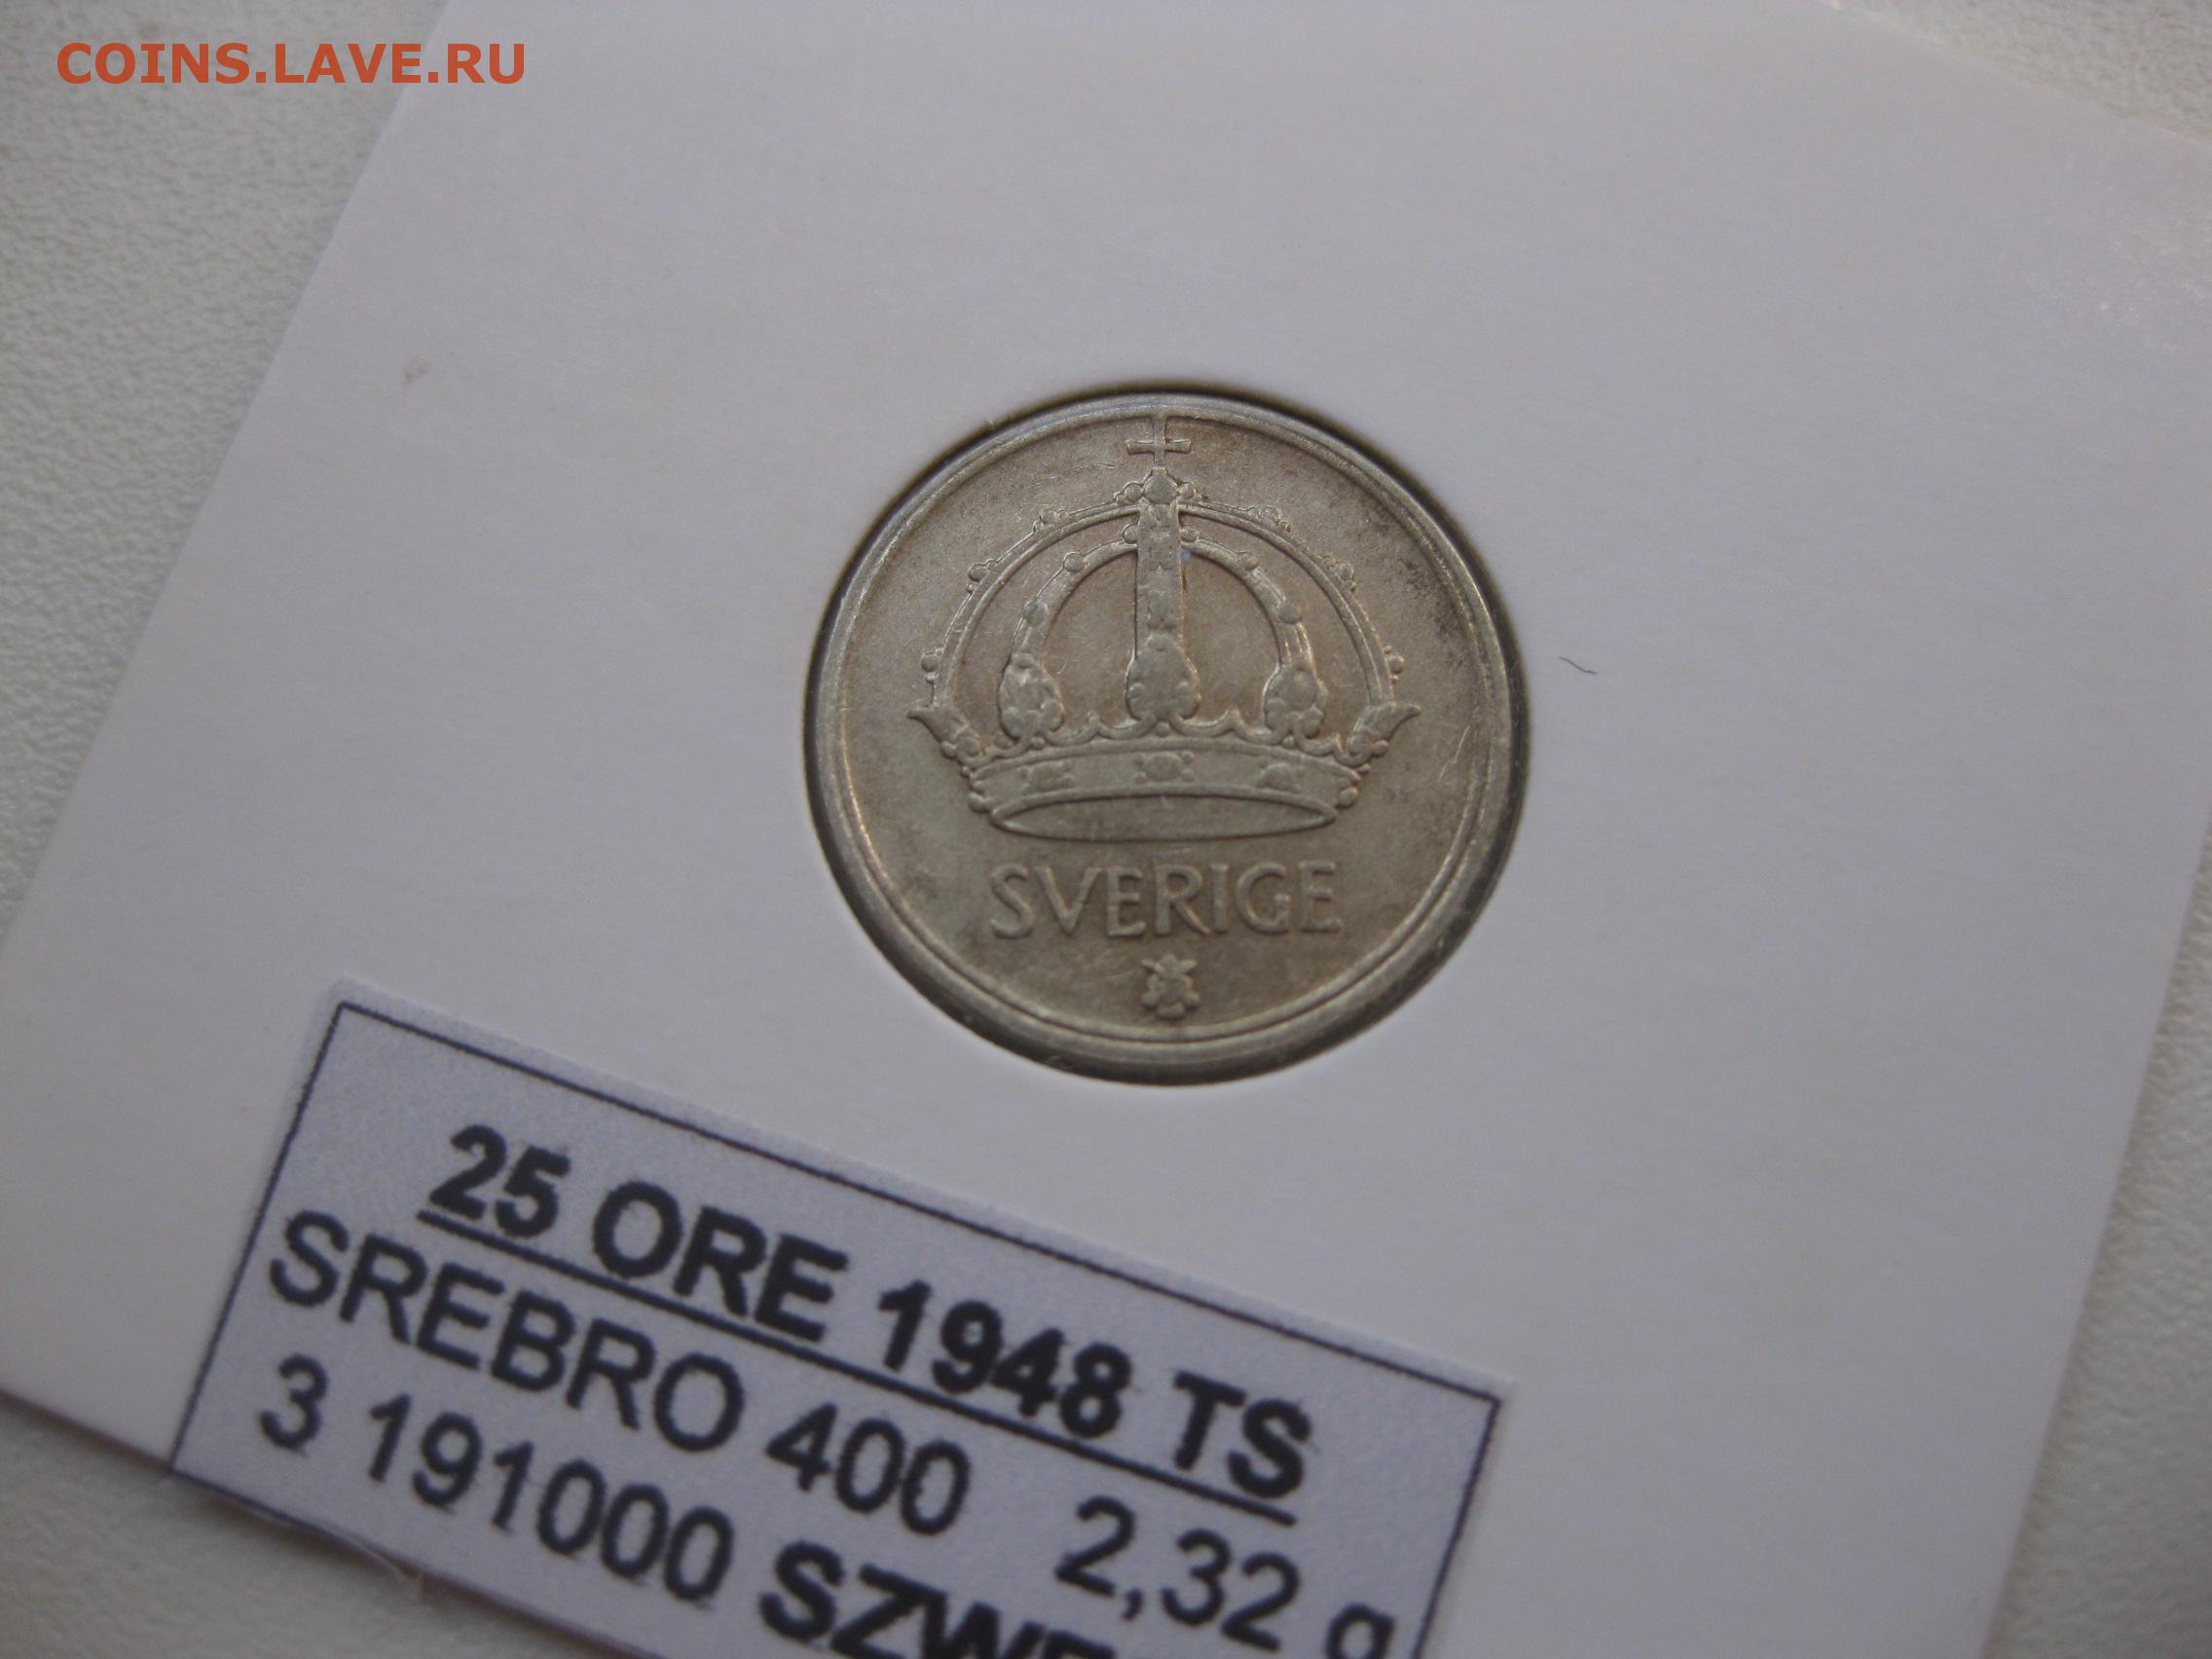 COINS.LAVE.RU
SVERIGE
25 ORE 1948 TS
SREBRO 400 2,32 g
3 191000